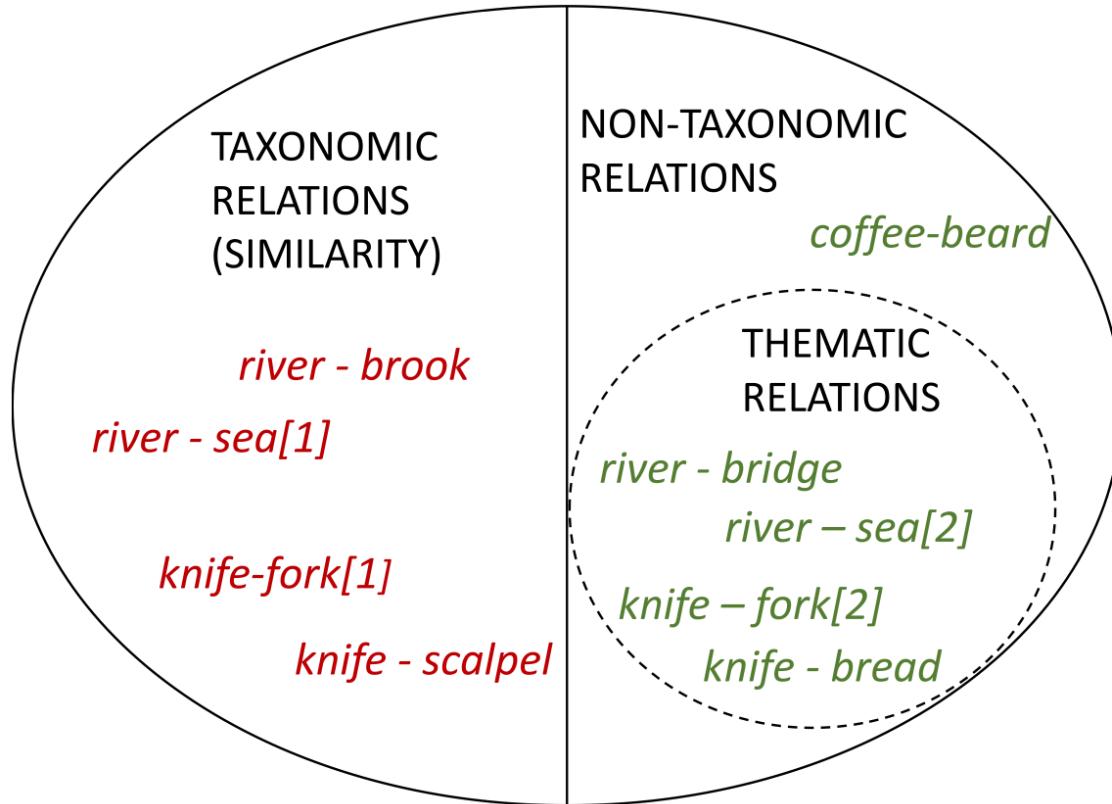 TAXONOMIC
RELATIONS
(SIMILARITY)
river - brook
river - sea[1]
knife-fork[1]
knife - scalpel
NON-TAXONOMIC
RELATIONS
coffee-beard
THEMATIC
RELATIONS
river - bridge
river – sea[2]
knife – fork[2]
knife - bread